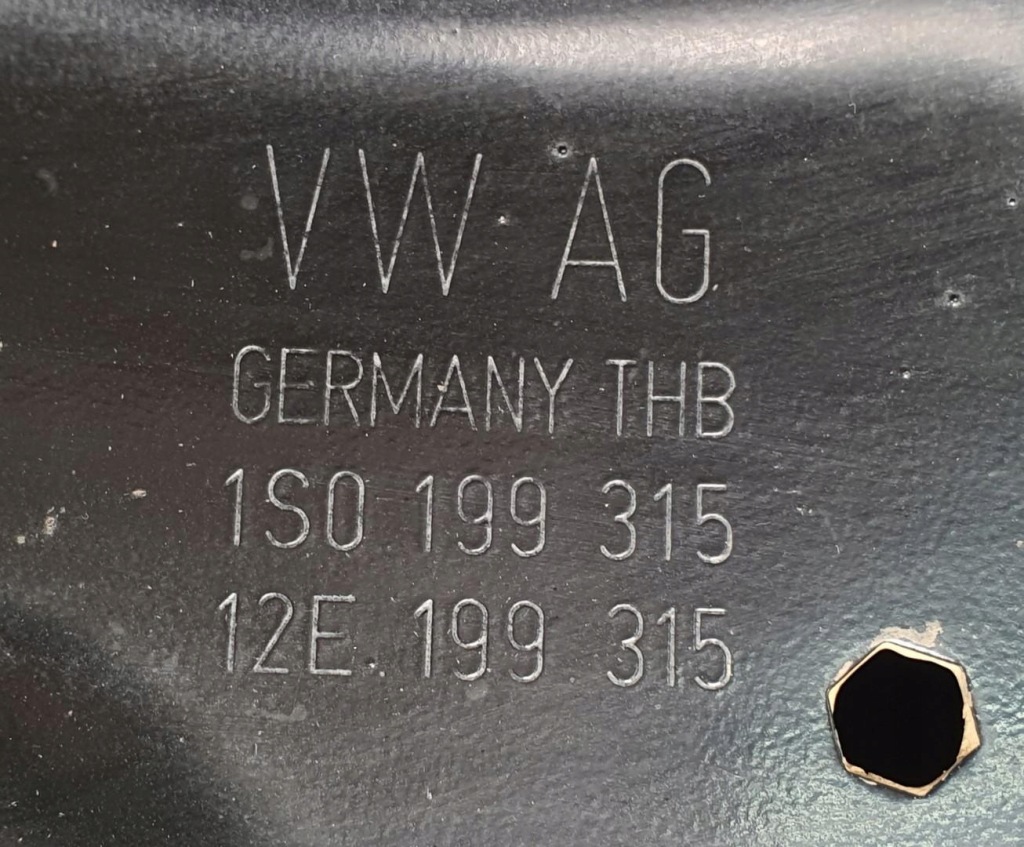 VW AG
GERMANY THB
1S0 199 315
12E.199.315